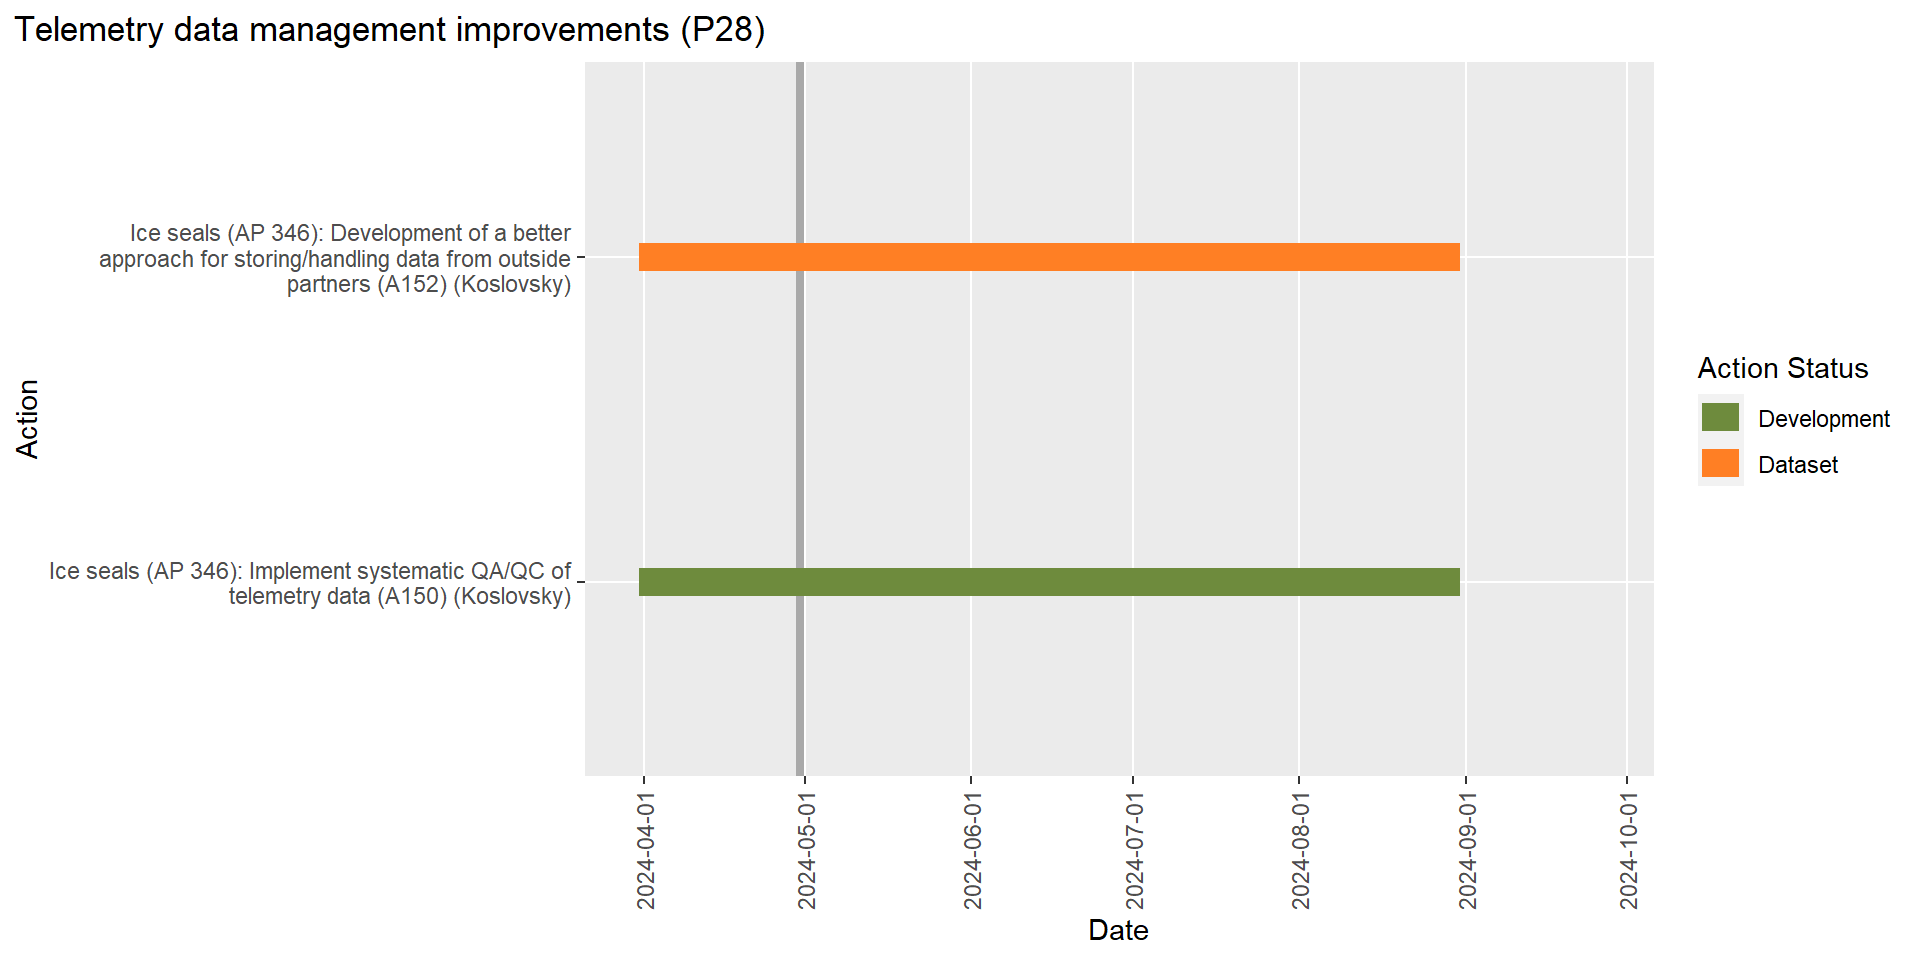 Telemetry data management improvements (P28)
Ice seals (AP 346): Development of a better
approach for storing/handling data from outside
partners (A152) (Koslovsky)
Ice seals (AP 346): Implement systematic QA/QC of
telemetry data (A150) (Koslovsky)
Action
2024-04-01
2024-05-01
2024-06-01
2024-07-01
2024-08-01
2024-09-01
2024-10-01
Date
Action Status
Development
Dataset